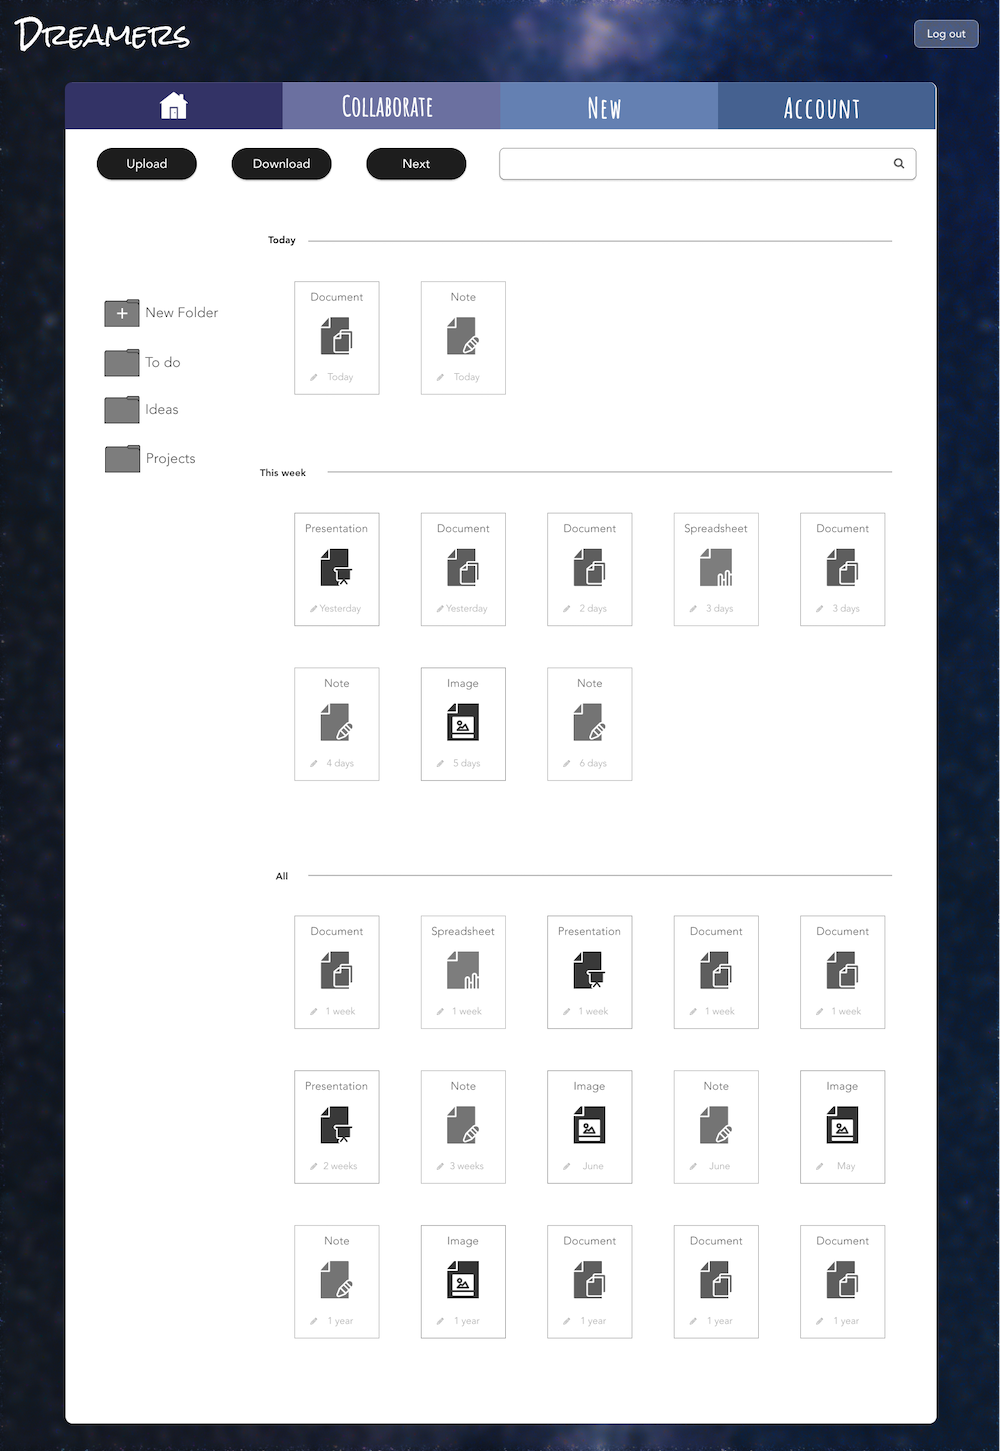 Dreamers
Log out
Collaborate
New
Account
Upload
Download
Next
Today
Document
Note
Today
Today
New Folder
To do
Ideas
Projects
This week
Presentation
Document
Document
Spreadsheet
Document
Yesterday
Yesterday
2 days
3 days
3 days
Note
Image
Note
4 days
5 days
6 days
All
Document
Spreadsheet
Presentation
Document
Document
1 week
1 week
1 week
1 week
1 week
Presentation
Note
Image
Note
Image
2 weeks
3 weeks
June
June
May
Note
Image
Document
Document
Document
1 year
1 year
1 year
1 year
1 year